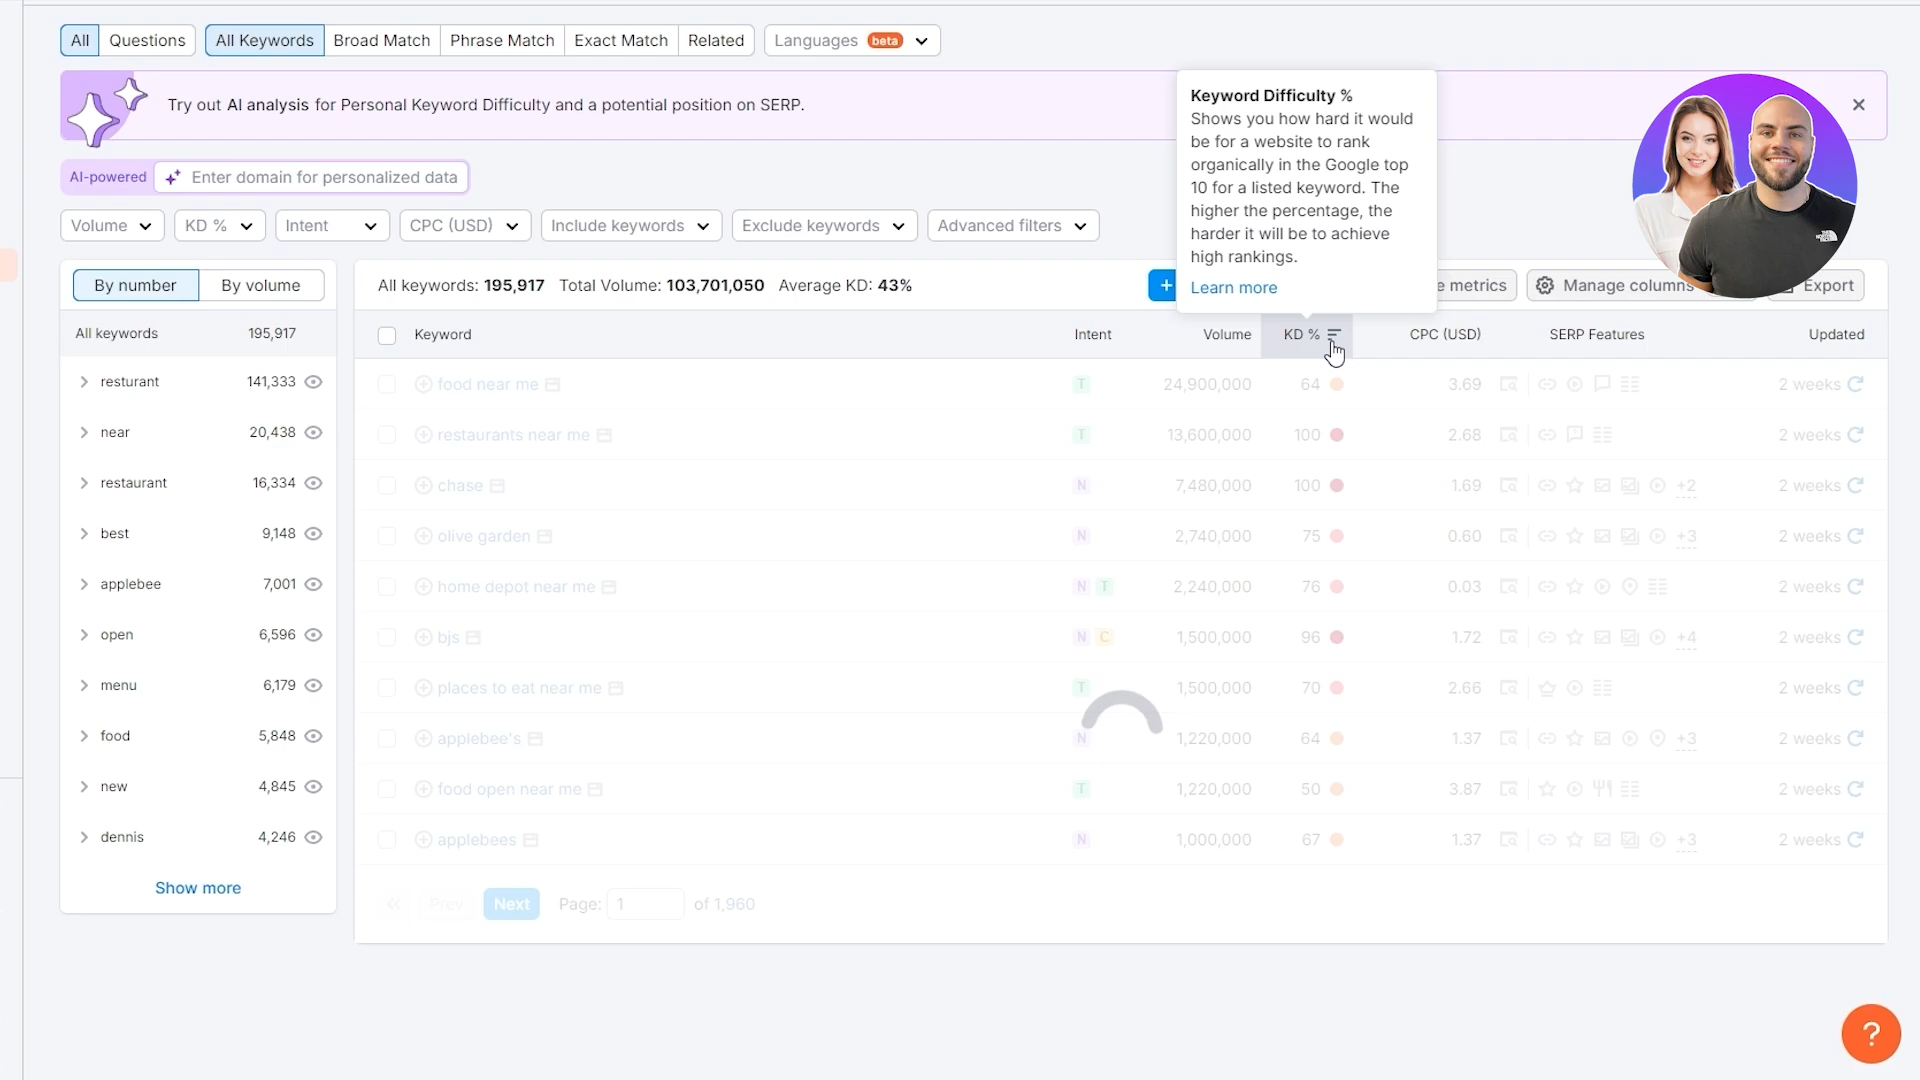 All Questions All Keywords Broad Match Phrase Match Exact Match Related Languages beta
Try out AI analysis for Personal Keyword Difficulty and a potential position on SERP.
AI-powered Enter domain for personalized data
Volume KD % Intent CPC (USD) Include keywords Exclude keywords Advanced filters
Keyword Difficulty %
Shows you how hard it would
be for a website to rank
organically in the Google top
10 for a listed keyword. The
higher the percentage, the
harder it will be to achieve
high rankings.
Learn more
By number By volume
All keywords 195,917
resturant 141,333
near 20,438
restaurant 16,334
best 9,148
applebee 7,001
open 6,596
menu 6,179
food 5,848
new 4,845
dennis 4,246
Show more
All keywords: 195,917 Total Volume: 103,701,050 Average KD: 43% + metrics Manage columns Export
Keyword Intent Volume KD % CPC (USD) SERP Features Updated
food near me T 24,900,000 64 3.69 2 weeks
restaurants near me T 13,600,000 100 2.68 2 weeks
chase N 7,480,000 100 1.69 +2 2 weeks
olive garden N 2,740,000 75 0.60 +3 2 weeks
home depot near me N T 2,240,000 76 0.03 2 weeks
bjs N C 1,500,000 96 1.72 +4 2 weeks
places to eat near me T 1,500,000 70 2.66 2 weeks
applebee's N 1,220,000 64 1.37 +3 2 weeks
food open near me T 1,220,000 50 3.87 2 weeks
applebees N 1,000,000 67 1.37 +3 2 weeks
Prev Next Page: 1 of 1,960
?